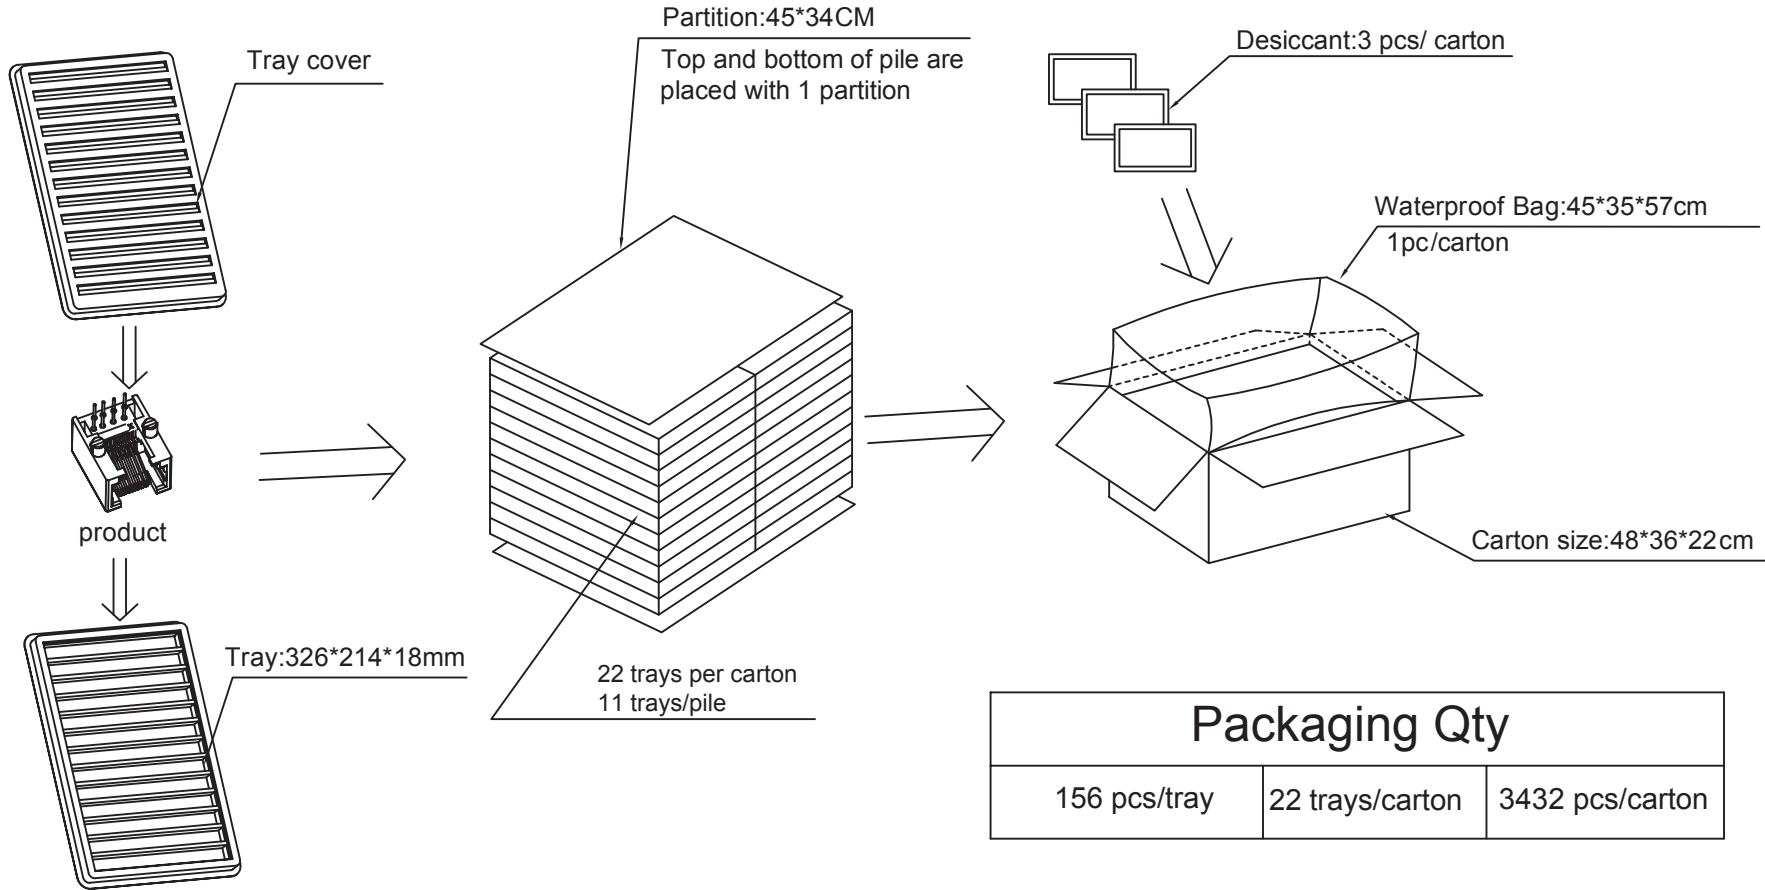 Tray cover
product
Tray:326*214*18mm
Partition:45*34CM
Top and bottom of pile are
placed with 1 partition
22 trays per carton
11 trays/pile
Desiccant:3 pcs/ carton
Waterproof Bag:45*35*57cm
1pc/carton
Carton size:48*36*22cm
Packaging Qty
156 pcs/tray 22 trays/carton 3432 pcs/carton